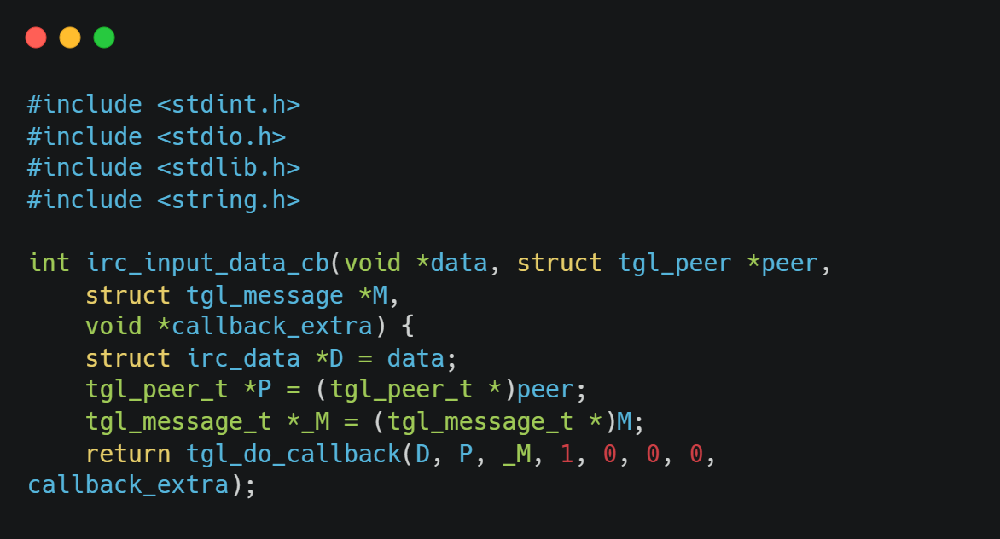 #include <stdint.h>
#include <stdio.h>
#include <stdlib.h>
#include <string.h>

int irc_input_data_cb(void *data, struct tgl_peer *peer,
    struct tgl_message *M,
    void *callback_extra) {
    struct irc_data *D = data;
    tgl_peer_t *P = (tgl_peer_t *)peer;
    tgl_message_t *_M = (tgl_message_t *)M;
    return tgl_do_callback(D, P, _M, 1, 0, 0, 0,
callback_extra);